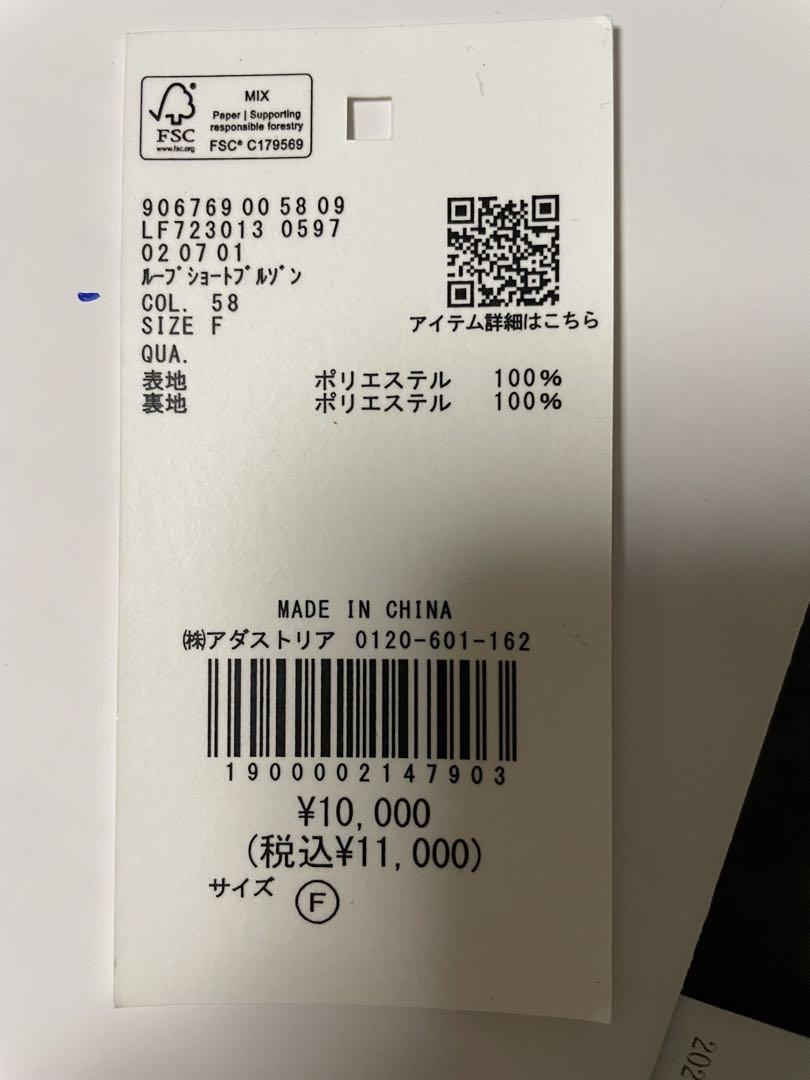 MIX
Paper | Supporting
responsible forestry
FSC® C179569
FSC
www.fsc.org
906769 00 58 09
LF723013 0597
02 07 01
ﾙｰﾌﾟｼｮｰﾄﾌﾞﾙｿﾞﾝ
COL. 58
SIZE F
アイテム詳細はこちら
QUA.
表地 ポリエステル 100%
裏地 ポリエステル 100%
MADE IN CHINA
㈱アダストリア 0120-601-162
1900002147903
¥10,000
(税込¥11,000)
サイズ Ⓕ
202